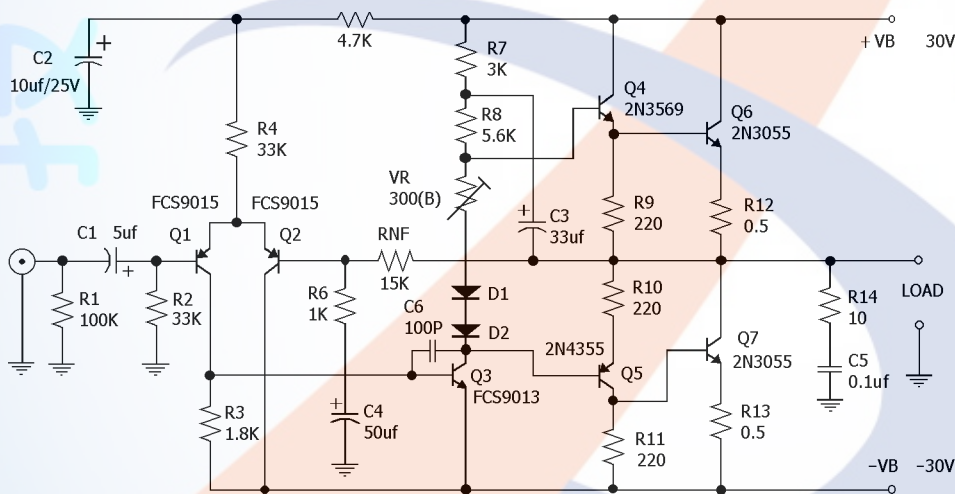 4.7K
+ VB 30V
C2
+
10uf/25V
R7
3K
R8
5.6K
Q4
2N3569
Q6
2N3055
R4
33K
VR
300(B)
FCS9015 FCS9015
C1 5uf
+
Q1
Q2
RNF
15K
+
C3
33uf
R9
220
R12
0.5
R1
100K
R2
33K
R6
1K
C6
100P
D1
D2
R10
220
R14
10
LOAD
2N4355
Q5
Q7
2N3055
Q3
FCS9013
C5
0.1uf
R3
1.8K
+
C4
50uf
R11
220
R13
0.5
-VB -30V